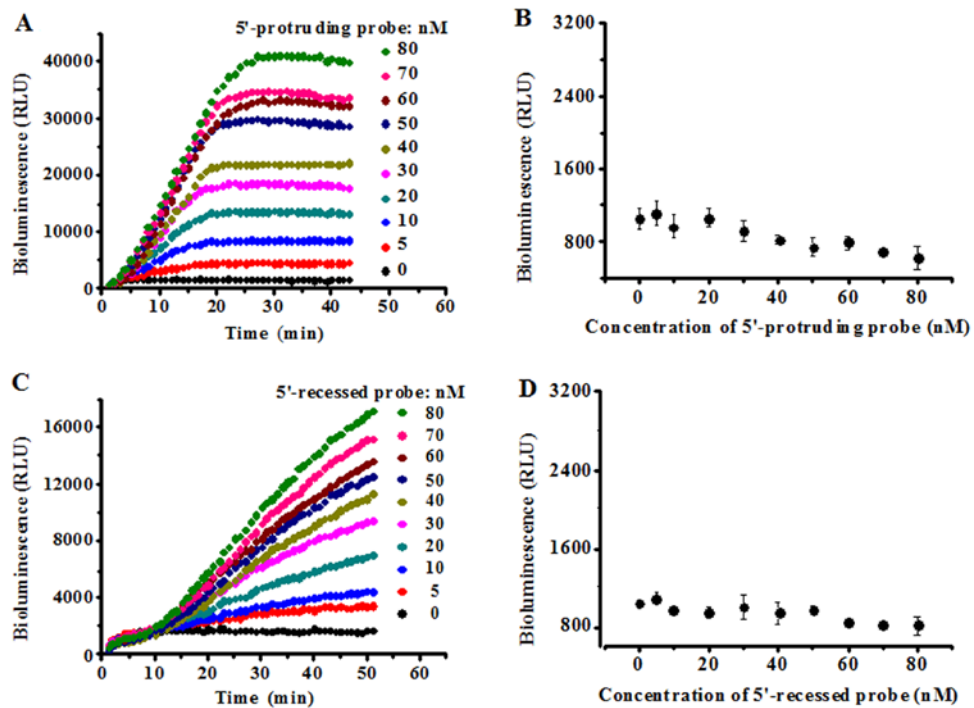 A
5'-protruding probe: nM
80
70
60
50
40
30
20
10
5
0
Bioluminescence (RLU)
40000
30000
20000
10000
0
0 10 20 30 40 50 60
Time (min)
B
Bioluminescence (RLU)
3200
2400
1600
800
0 20 40 60 80
Concentration of 5'-protruding probe (nM)
C
5'-recessed probe: nM
80
70
60
50
40
30
20
10
5
0
Bioluminescence (RLU)
16000
12000
8000
4000
0
0 10 20 30 40 50 60
Time (min)
D
Bioluminescence (RLU)
3200
2400
1600
800
0 20 40 60 80
Concentration of 5'-recessed probe (nM)